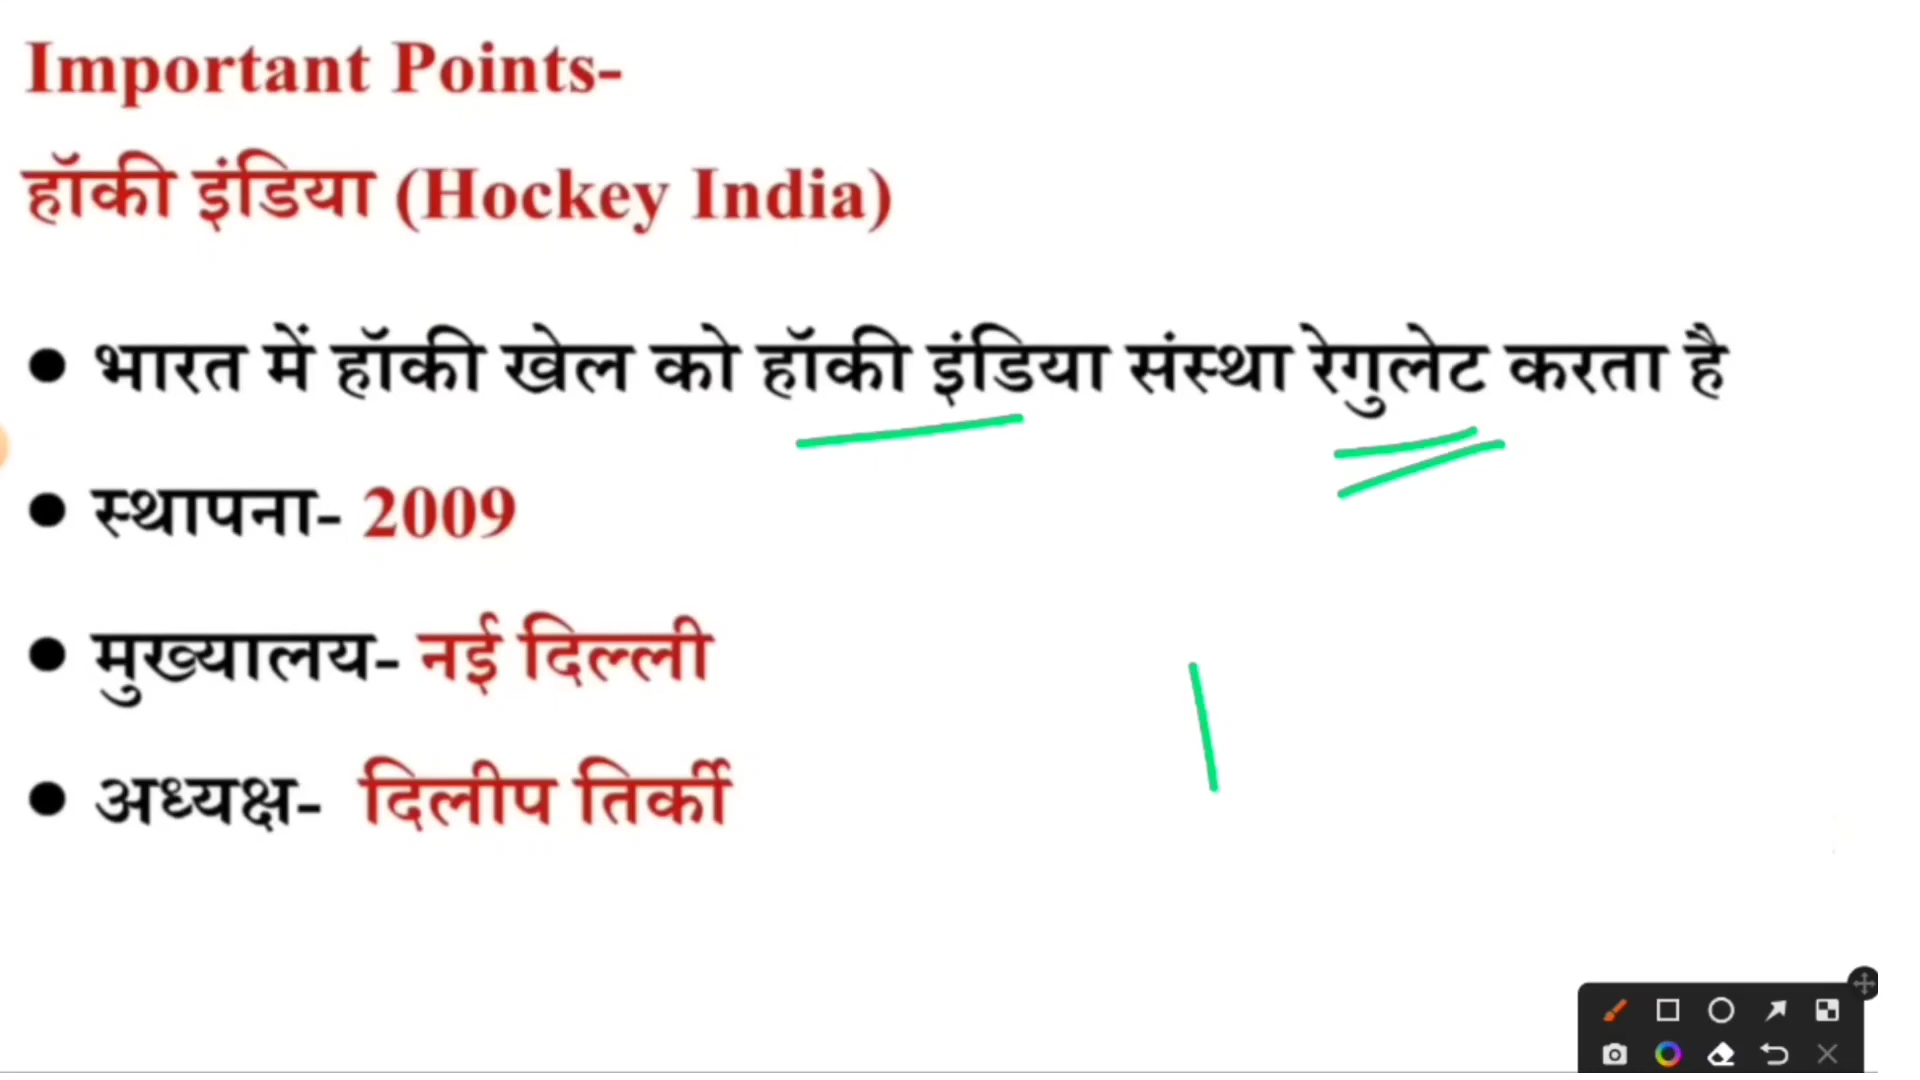 Important Points-
हॉकी इंडिया (Hockey India)
● भारत में हॉकी खेल को हॉकी इंडिया संस्था रेगुलेट करता है
● स्थापना- 2009
● मुख्यालय- नई दिल्ली
● अध्यक्ष- दिलीप तिर्की